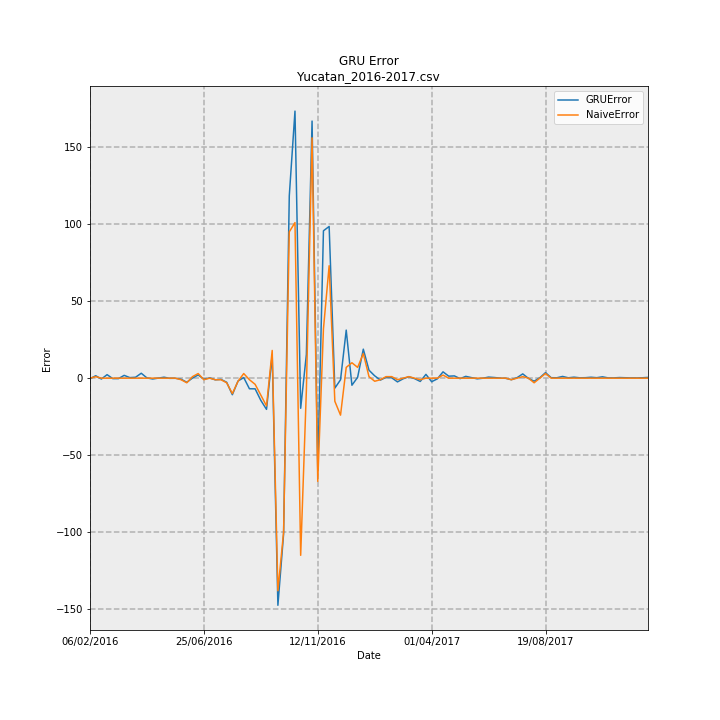 GRU Error
Yucatan_2016-2017.csv
GRUError
NaiveError
150
100
50
0
−50
−100
−150
Error
06/02/2016 25/06/2016 12/11/2016 01/04/2017 19/08/2017
Date